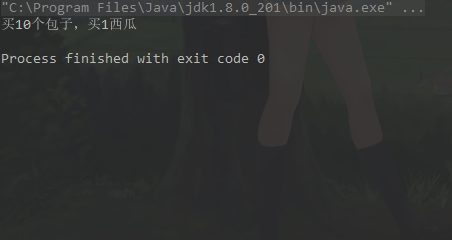 "C:\Program Files\Java\jdk1.8.0_201\bin\java.exe" ...
买10个包子，买1西瓜
Process finished with exit code 0